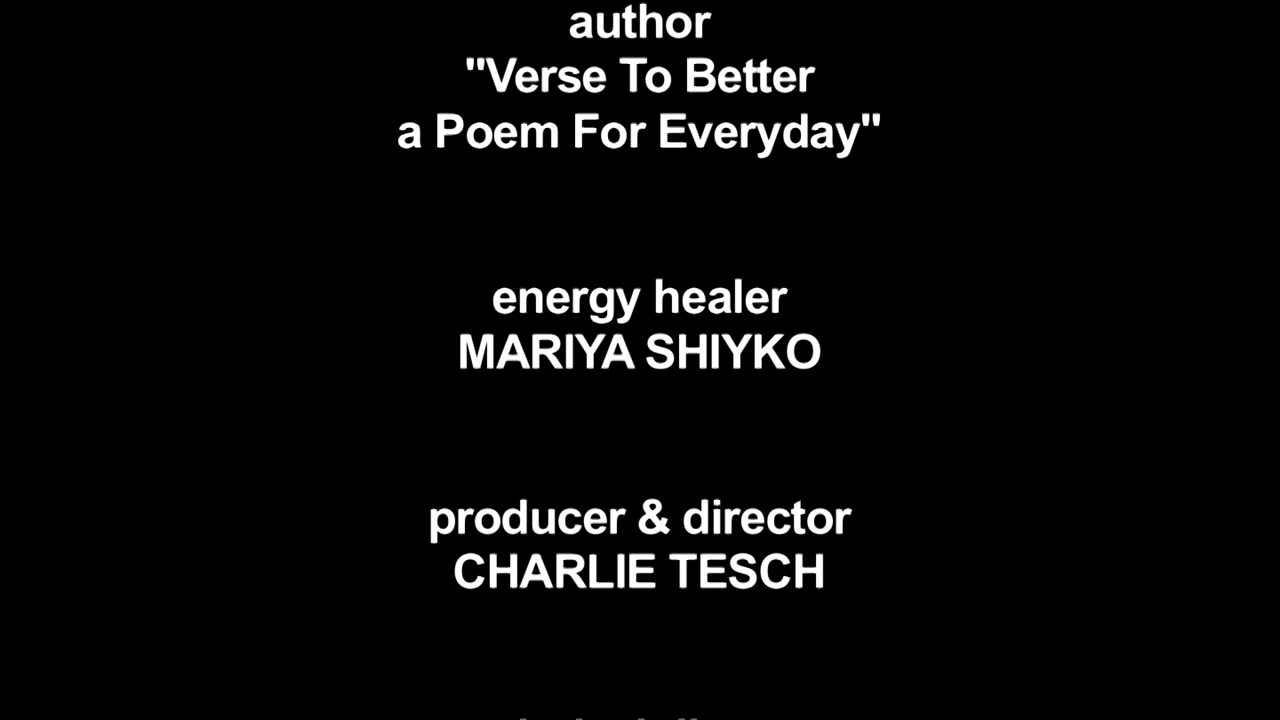 author
"Verse To Better
a Poem For Everyday"
energy healer
MARIYA SHIYKO
producer & director
CHARLIE TESCH